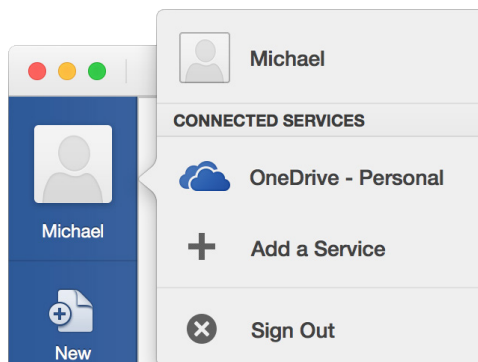 Michael
CONNECTED SERVICES
OneDrive - Personal
Add a Service
Sign Out
Michael
New